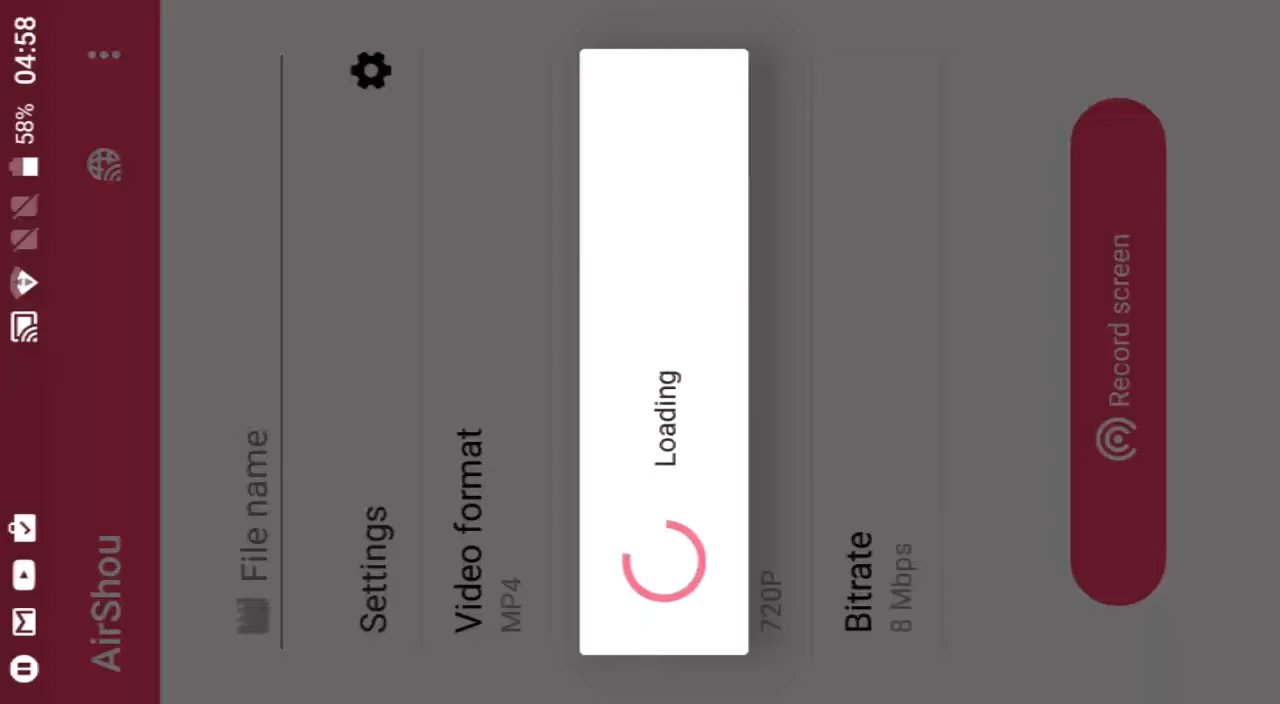 58% 04:58
AirShou
File name
Settings
Video format
MP4
Loading
720P
Bitrate
8 Mbps
Record screen